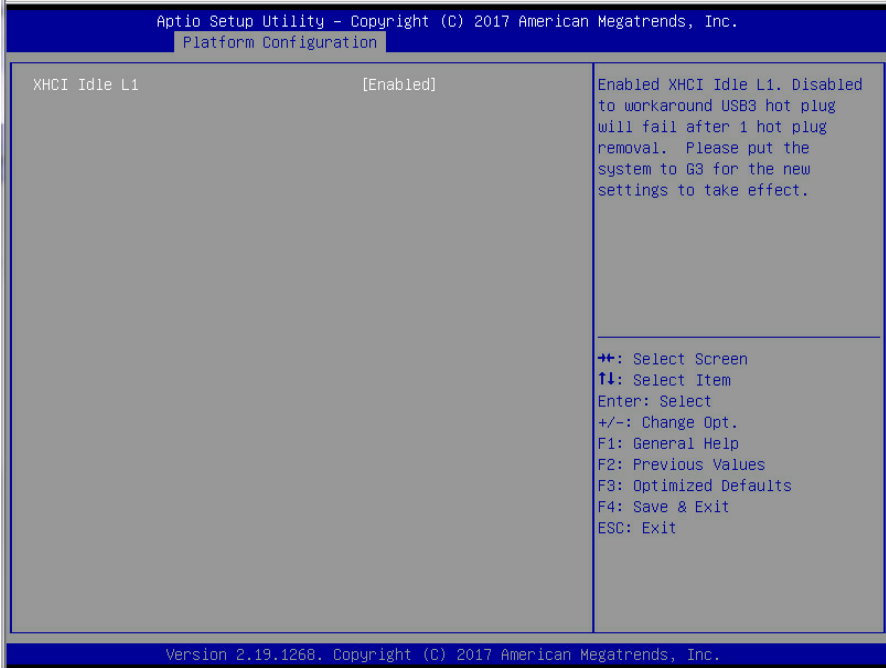 Aptio Setup Utility – Copyright (C) 2017 American Megatrends, Inc.
Platform Configuration
XHCI Idle L1 [Enabled]
Enabled XHCI Idle L1. Disabled
to workaround USB3 hot plug
will fail after 1 hot plug
removal. Please put the
system to G3 for the new
settings to take effect.
→←: Select Screen
↑↓: Select Item
Enter: Select
+/-: Change Opt.
F1: General Help
F2: Previous Values
F3: Optimized Defaults
F4: Save & Exit
ESC: Exit
Version 2.19.1268. Copyright (C) 2017 American Megatrends, Inc.